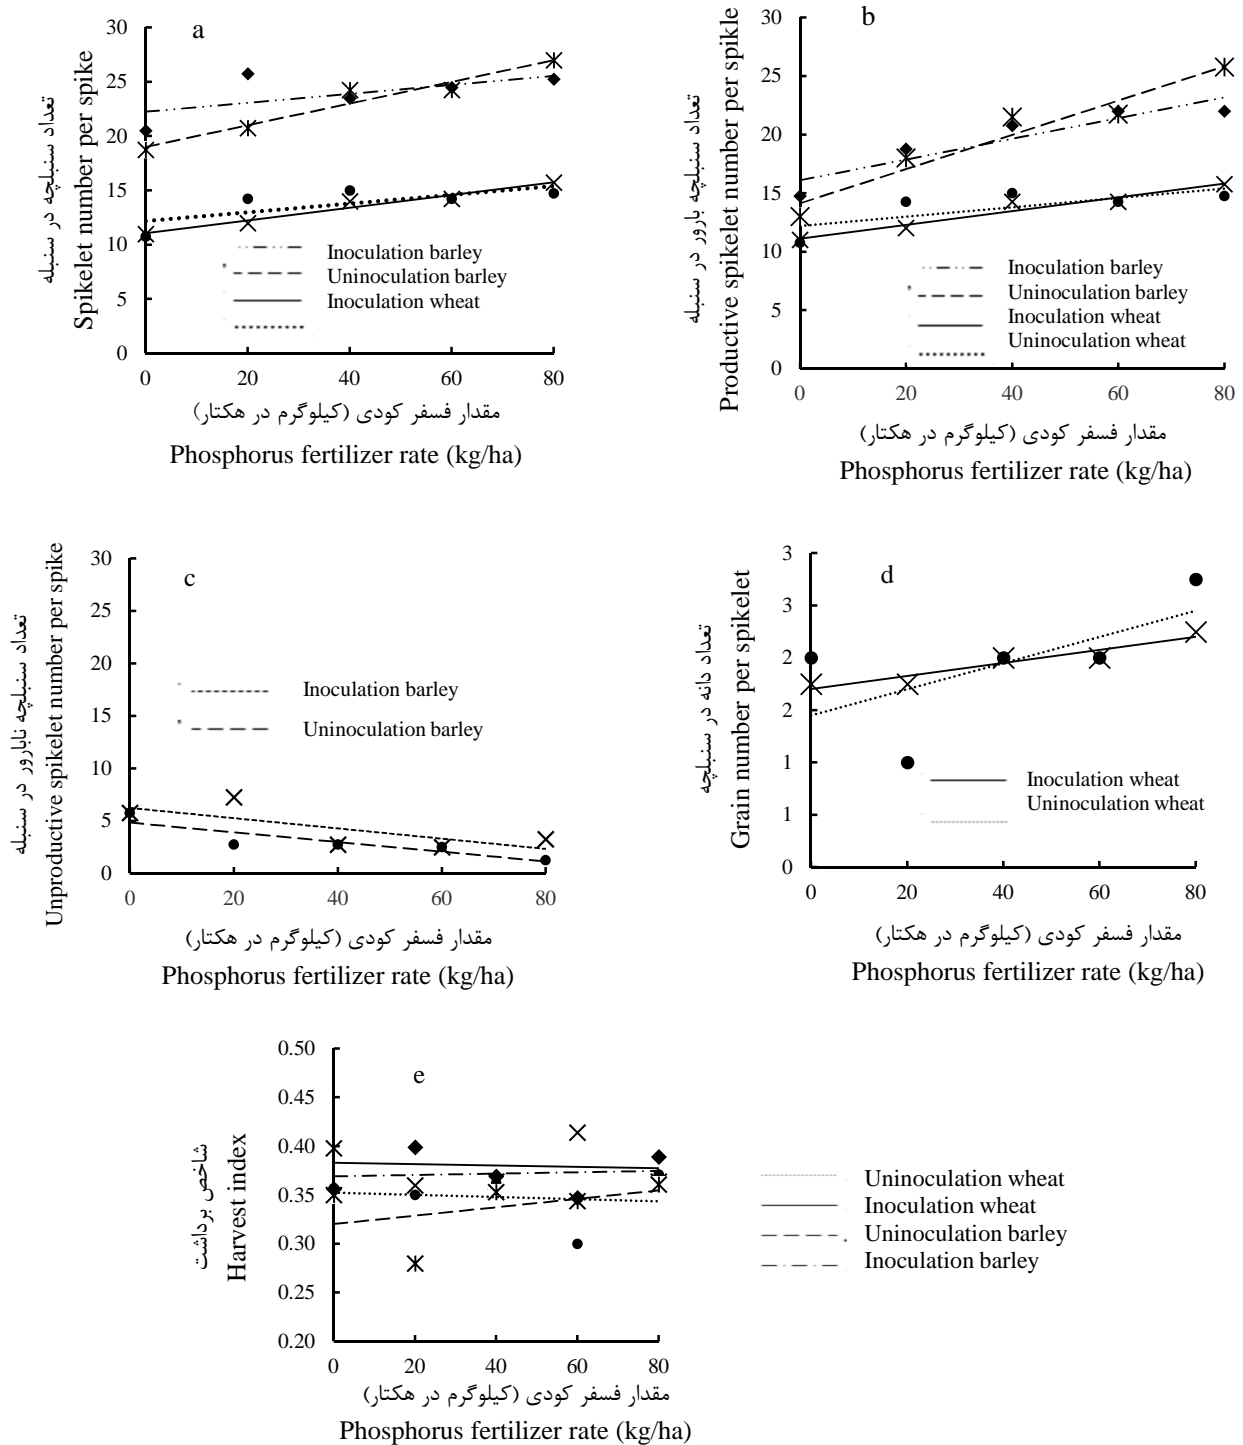 a
30
25
20
15
10
5
0
تعداد سنبلچه در سنبله
Spikelet number per spike
Inoculation barley
Uninoculation barley
Inoculation wheat
0 20 40 60 80
مقدار فسفر کودی (کیلوگرم در هکتار)
Phosphorus fertilizer rate (kg/ha)
b
30
25
20
15
10
5
0
تعداد سنبلچه بارور در سنبله
Productive spikelet number per spikle
Inoculation barley
Uninoculation barley
Inoculation wheat
Uninoculation wheat
0 20 40 60 80
مقدار فسفر کودی (کیلوگرم در هکتار)
Phosphorus fertilizer rate (kg/ha)
c
30
25
20
15
10
5
0
تعداد سنبلچه نابارور در سنبله
Unproductive spikelet number per spike
Inoculation barley
Uninoculation barley
0 20 40 60 80
مقدار فسفر کودی (کیلوگرم در هکتار)
Phosphorus fertilizer rate (kg/ha)
d
3
3
2
2
1
1
0
تعداد دانه در سنبلچه
Grain number per spikelet
Inoculation wheat
Uninoculation wheat
0 20 40 60 80
مقدار فسفر کودی (کیلوگرم در هکتار)
Phosphorus fertilizer rate (kg/ha)
e
0.50
0.45
0.40
0.35
0.30
0.25
0.20
شاخص برداشت
Harvest index
0 20 40 60 80
مقدار فسفر کودی (کیلوگرم در هکتار)
Phosphorus fertilizer rate (kg/ha)
Uninoculation wheat
Inoculation wheat
Uninoculation barley
Inoculation barley